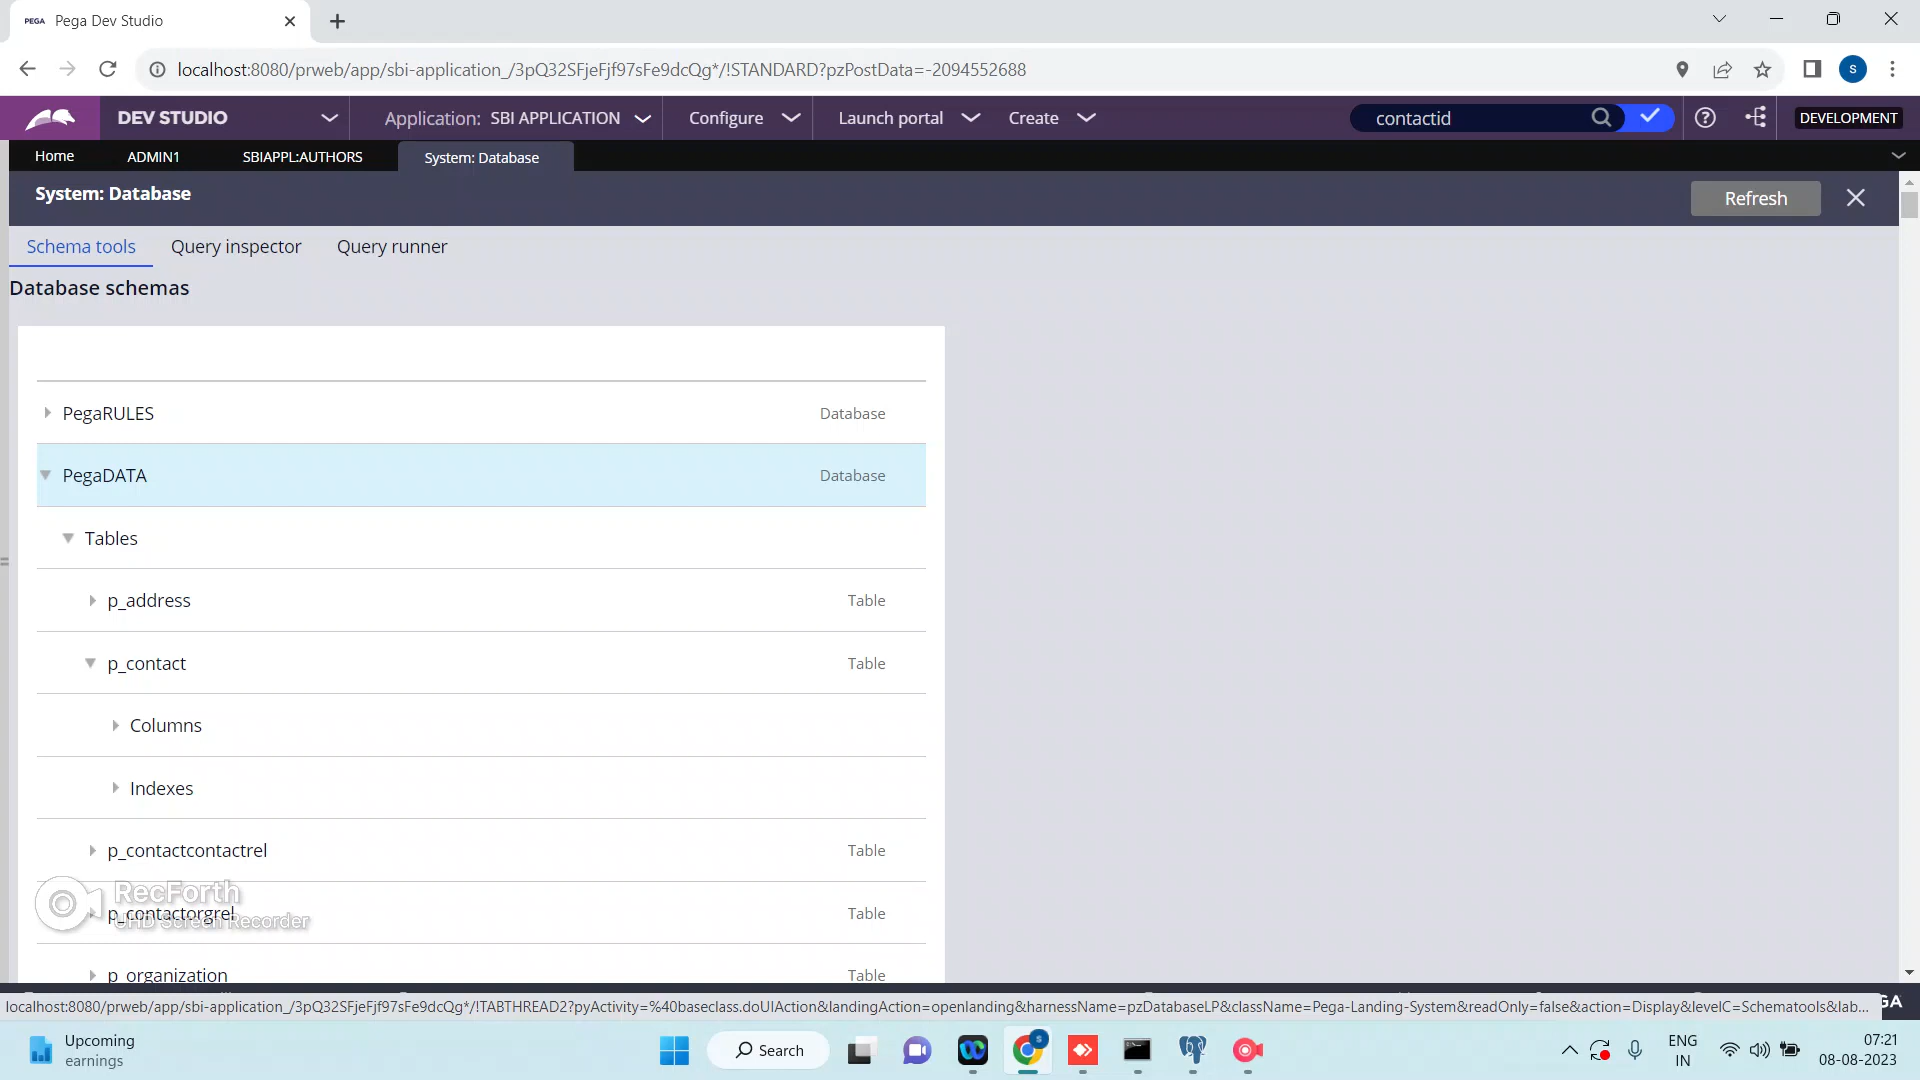 PEGA Pega Dev Studio
localhost:8080/prweb/app/sbi-application_/3pQ32SFjeFjf97sFe9dcQg*/!STANDARD?pzPostData=-2094552688
S
DEV STUDIO
Application: SBI APPLICATION
Configure
Launch portal
Create
contactid
DEVELOPMENT
Home
ADMIN1
SBIAPPL:AUTHORS
System: Database
System: Database
Refresh
Schema tools
Query inspector
Query runner
Database schemas
PegaRULES Database
PegaDATA Database
Tables
p_address Table
p_contact Table
Columns
Indexes
p_contactcontactrel Table
RecForth
p_contactorgrel Table
UHD Screen Recorder
p_organization Table
localhost:8080/prweb/app/sbi-application_/3pQ32SFjeFjf97sFe9dcQg*/!TABTHREAD2?pyActivity=%40baseclass.doUIAction&landingAction=openlanding&harnessName=pzDatabaseLP&className=Pega-Landing-System&readOnly=false&action=Display&levelC=Schematools&lab...
GA
Upcoming
earnings
Search
S
ENG
IN
07:21
08-08-2023